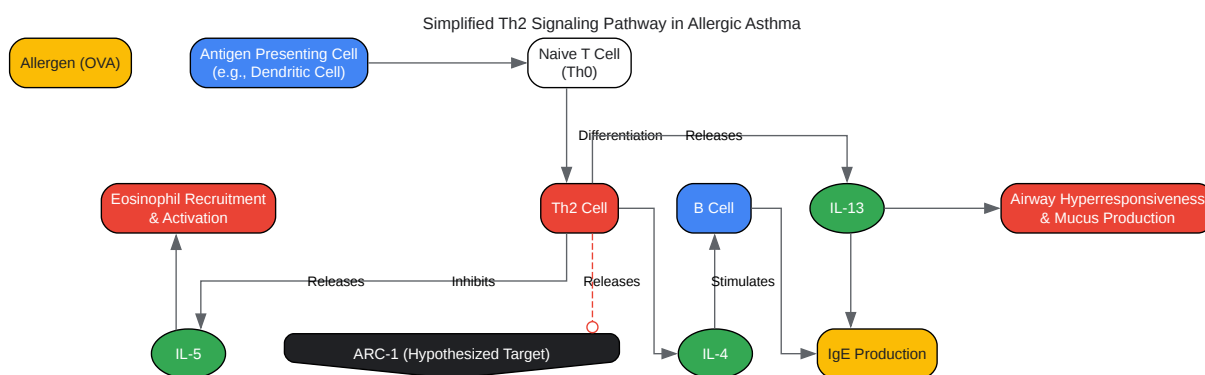 Simplified Th2 Signaling Pathway in Allergic Asthma
Allergen (OVA)
Antigen Presenting Cell
(e.g., Dendritic Cell)
Naive T Cell
(Th0)
Differentiation
Releases
Eosinophil Recruitment
& Activation
Th2 Cell
B Cell
IL-13
Airway Hyperresponsiveness
& Mucus Production
Releases
Inhibits
Releases
Stimulates
IL-5
ARC-1 (Hypothesized Target)
IL-4
IgE Production